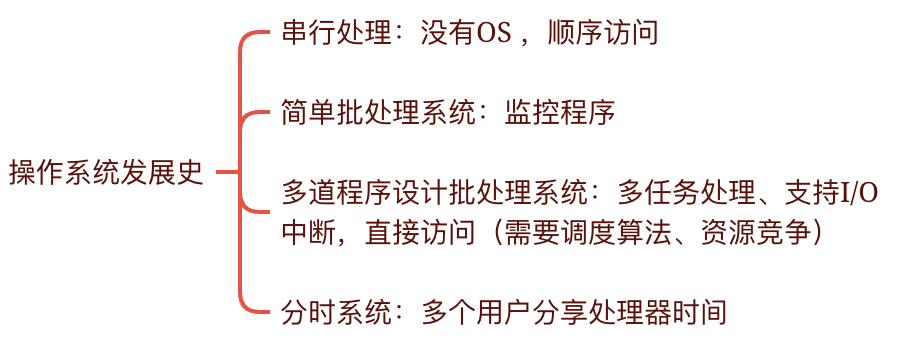 串行处理：没有OS ，顺序访问
简单批处理系统：监控程序
操作系统发展史
多道程序设计批处理系统：多任务处理、支持I/O
中断，直接访问（需要调度算法、资源竞争）
分时系统：多个用户分享处理器时间